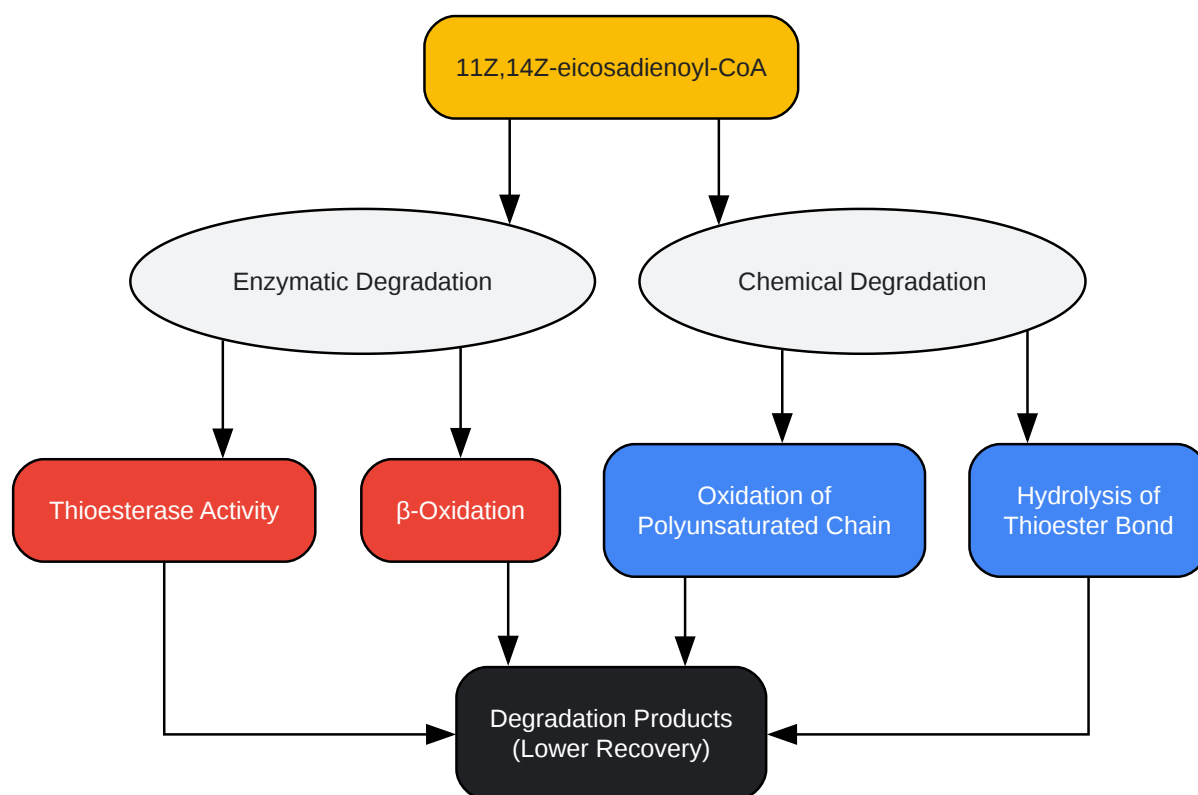 11Z,14Z-eicosadienoyl-CoA
Enzymatic Degradation
Chemical Degradation
Thioesterase Activity
β-Oxidation
Oxidation of
Polyunsaturated Chain
Hydrolysis of
Thioester Bond
Degradation Products
(Lower Recovery)